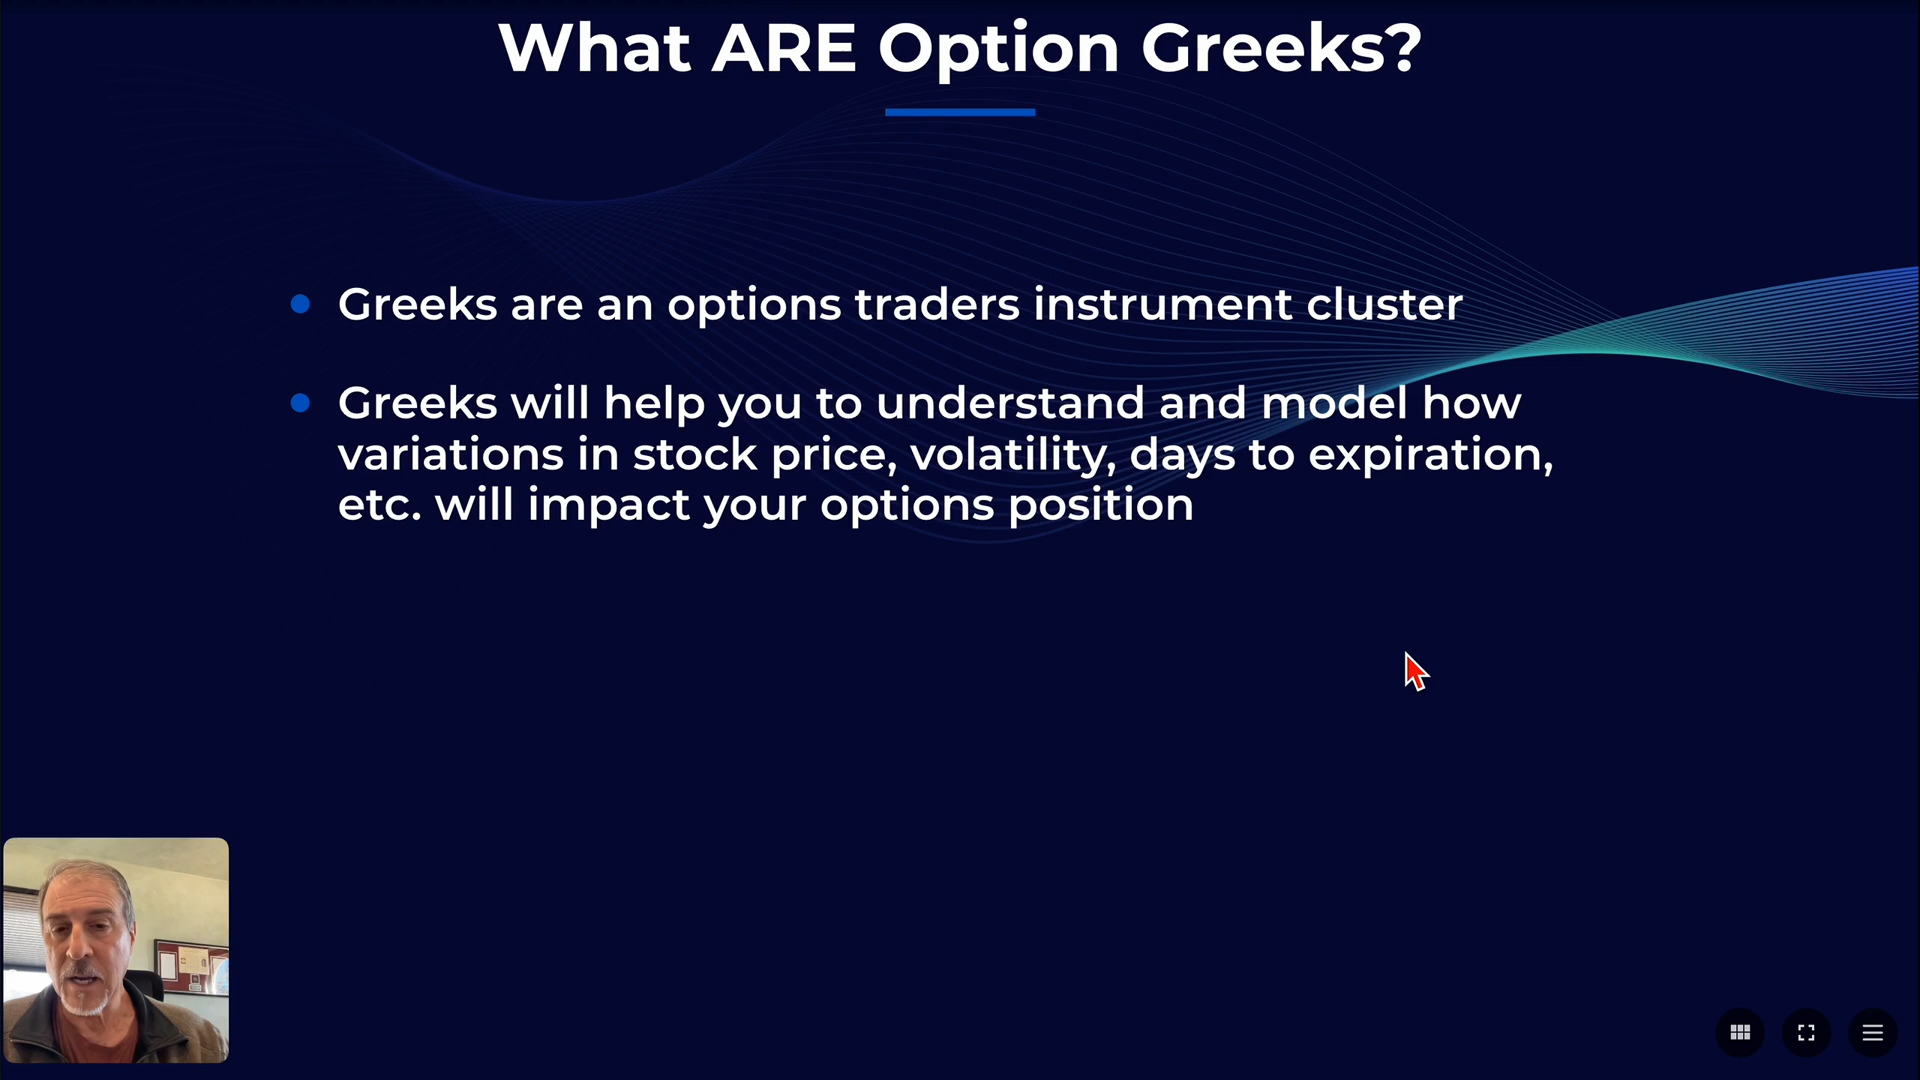 What ARE Option Greeks?
Greeks are an options traders instrument cluster
Greeks will help you to understand and model how
variations in stock price, volatility, days to expiration,
etc. will impact your options position